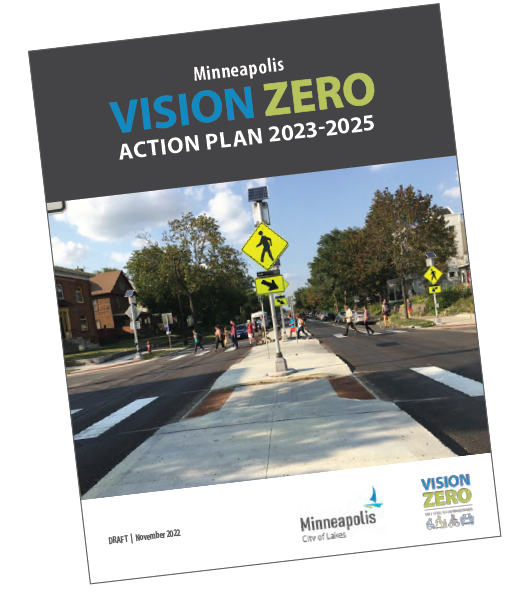 Minneapolis
VISION ZERO
ACTION PLAN 2023-2025
DRAFT | November 2022
Minneapolis
City of Lakes
VISION
ZERO